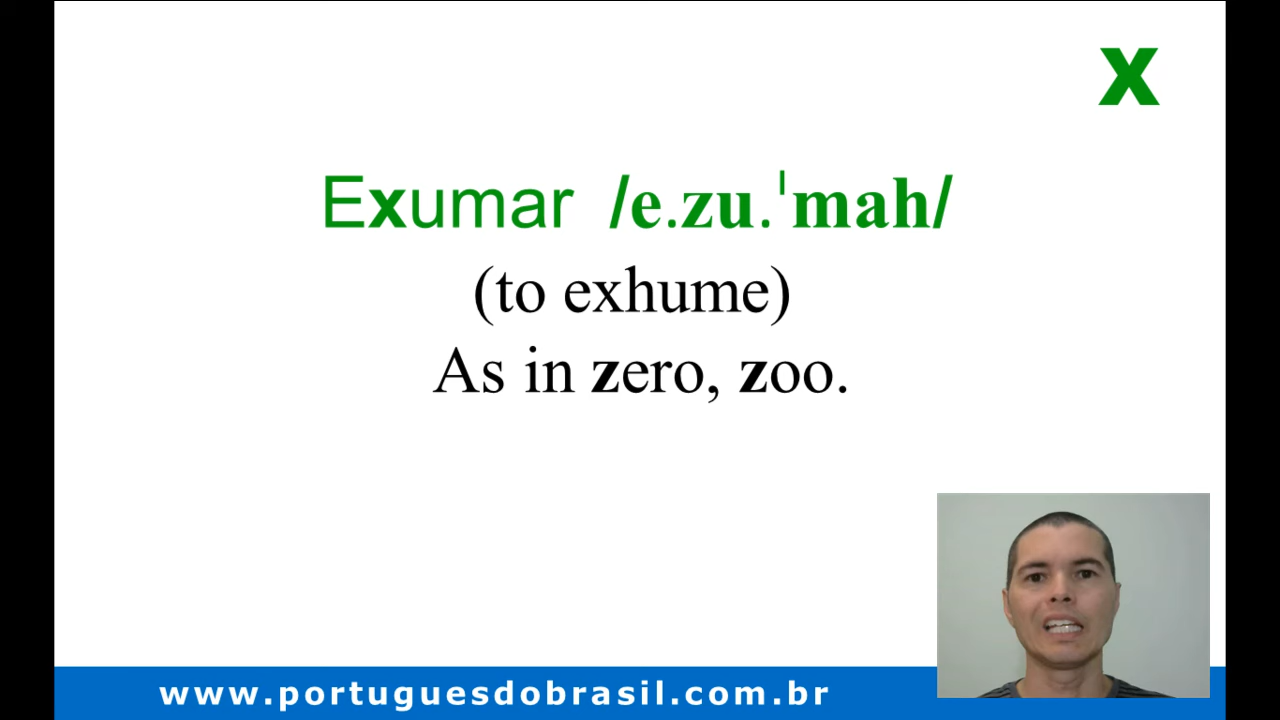 x
Exumar /e.zu.ˈmah/
(to exhume)
As in zero, zoo.
www.portuguesdobrasil.com.br